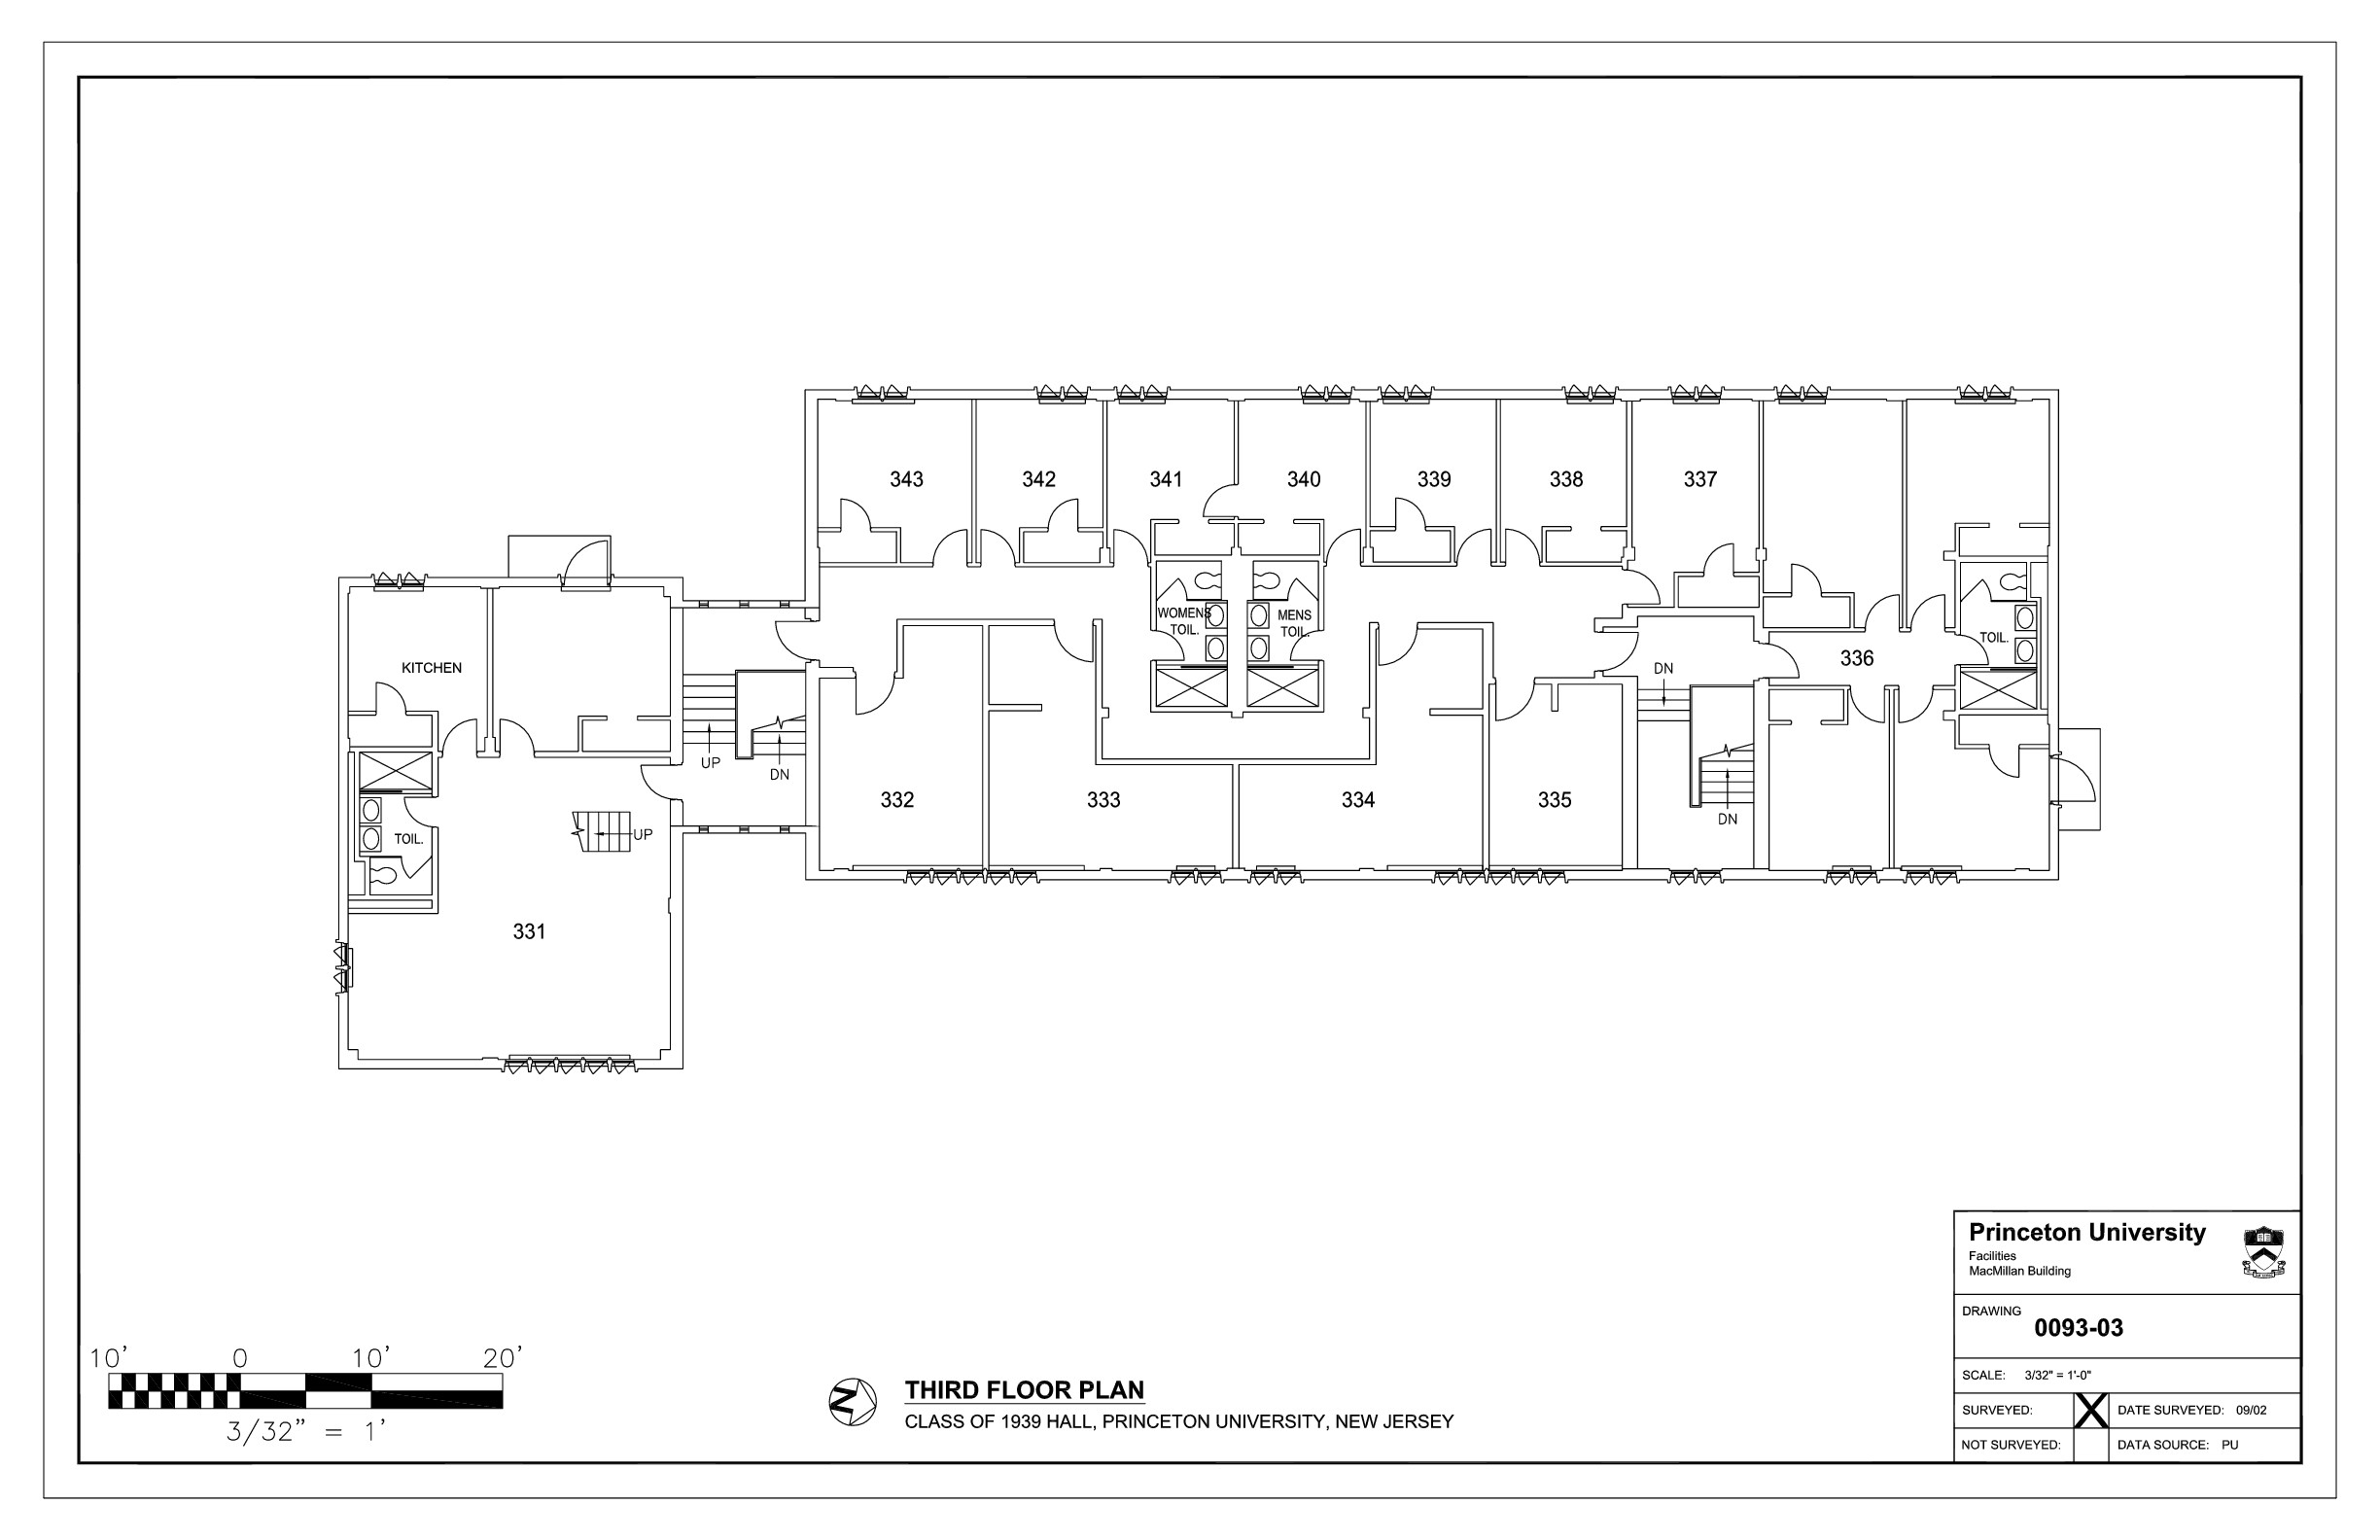 343
342
341
340
339
338
337
WOMENS
TOIL.
MENS
TOIL.
TOIL.
336
KITCHEN
DN
UP
DN
DN
332
333
334
335
UP
TOIL.
331
Princeton University
Facilities
MacMillan Building
DRAWING
0093-03
SCALE: 3/32" = 1'-0"
SURVEYED: X DATE SURVEYED: 09/02
NOT SURVEYED: DATA SOURCE: PU
10' 0 10' 20'
3/32" = 1'
N
THIRD FLOOR PLAN
CLASS OF 1939 HALL, PRINCETON UNIVERSITY, NEW JERSEY